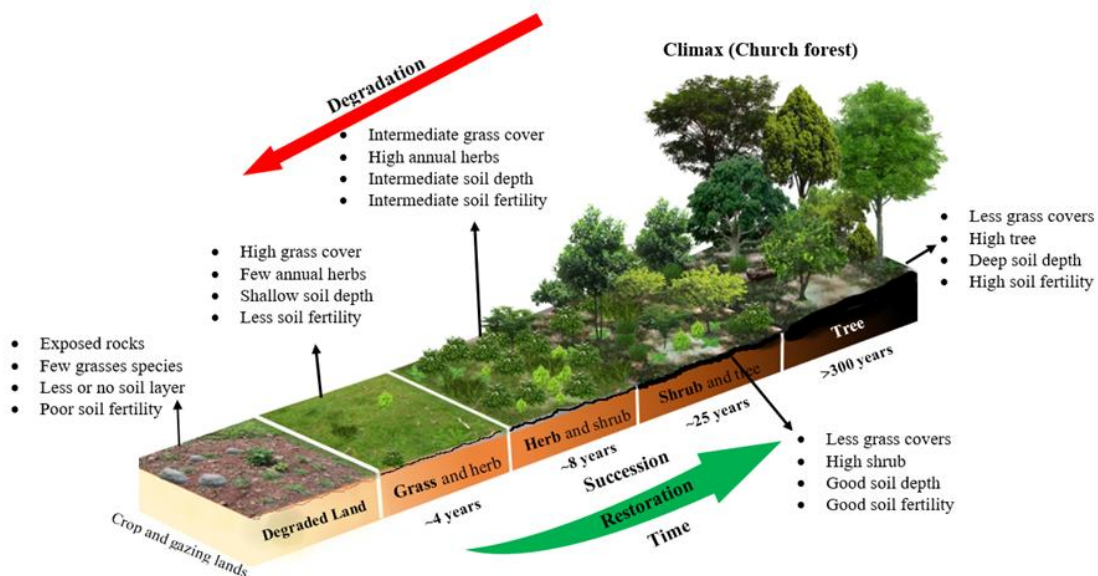 Climax (Church forest)
Degradation
• Intermediate grass cover
• High annual herbs
• Intermediate soil depth
• Intermediate soil fertility
• High grass cover
• Few annual herbs
• Shallow soil depth
• Less soil fertility
• Less grass covers
• High tree
• Deep soil depth
• High soil fertility
• Exposed rocks
• Few grasses species
• Less or no soil layer
• Poor soil fertility
Tree
>300 years
Shrub and tree
~25 years
Herb and shrub
~8 years
Grass and herb
~4 years
Degraded Land
Crop and gazing lands
Succession
Restoration
Time
• Less grass covers
• High shrub
• Good soil depth
• Good soil fertility